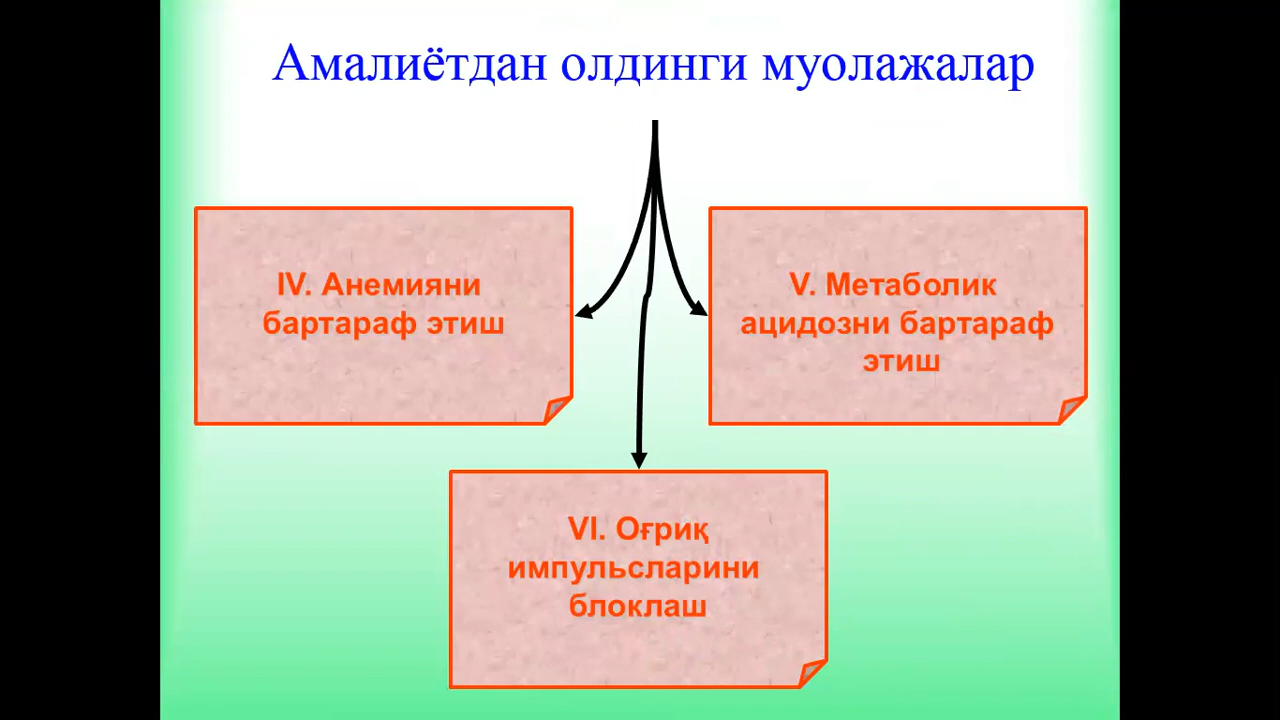 Амалиётдан олдинги муолажалар
IV. Анемияни
бартараф этиш
V. Метаболик
ацидозни бартараф
этиш
VI. Оғриқ
импульсларини
блоклаш